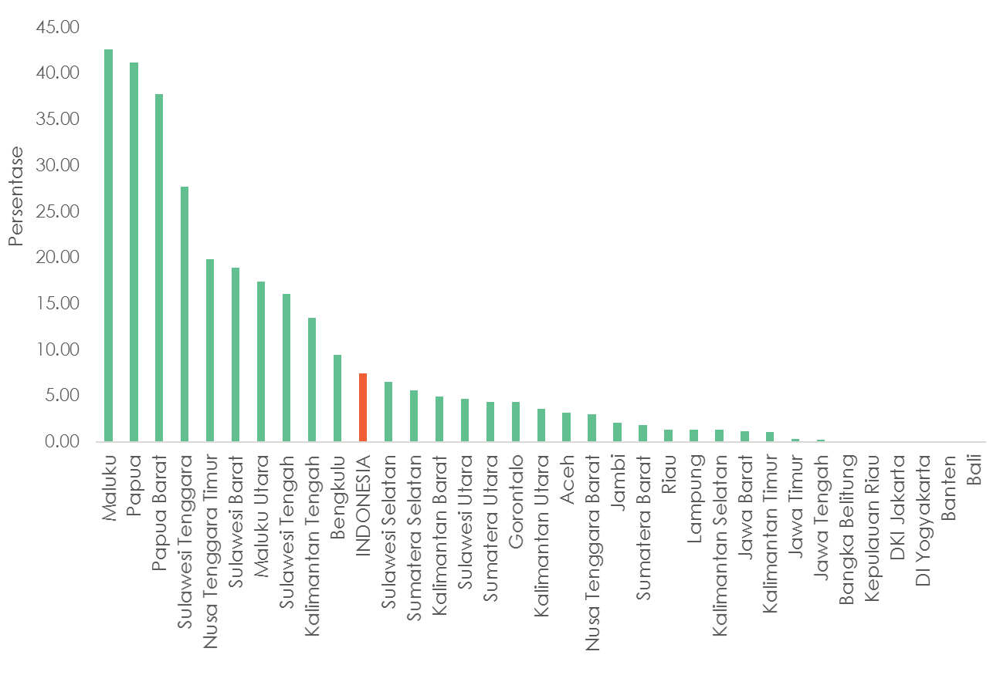 45.00
40.00
35.00
30.00
25.00
20.00
15.00
10.00
5.00
0.00
Persentase
Maluku
Papua
Papua Barat
Sulawesi Tenggara
Nusa Tenggara Timur
Sulawesi Barat
Maluku Utara
Sulawesi Tengah
Kalimantan Tengah
Bengkulu
INDONESIA
Sulawesi Selatan
Sumatera Selatan
Kalimantan Barat
Sulawesi Utara
Sumatera Utara
Gorontalo
Kalimantan Utara
Aceh
Nusa Tenggara Barat
Jambi
Sumatera Barat
Riau
Lampung
Kalimantan Selatan
Jawa Barat
Kalimantan Timur
Jawa Timur
Jawa Tengah
Bangka Belitung
Kepulauan Riau
DKI Jakarta
DI Yogyakarta
Banten
Bali